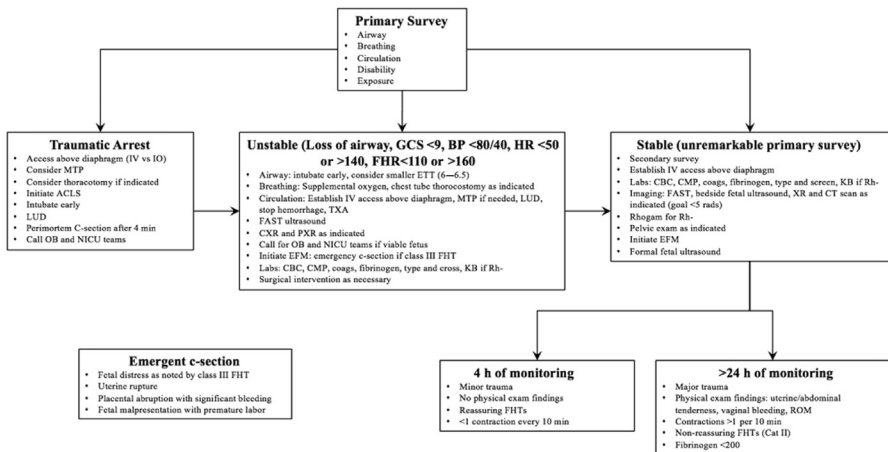 Primary Survey
• Airway
• Breathing
• Circulation
• Disability
• Exposure
Traumatic Arrest
• Access above diaphragm (IV vs IO)
• Consider MTP
• Consider thoracotomy if indicated
• Initiate ACLS
• Intubate early
• LUD
• Perimortem C-section after 4 min
• Call OB and NICU teams
Unstable (Loss of airway, GCS <9, BP <80/40, HR <50
or >140, FHR<110 or >160)
• Airway: intubate early, consider smaller ETT (6—6.5)
• Breathing: Supplemental oxygen, chest tube thorocostomy as indicated
• Circulation: Establish IV access above diaphragm, MTP if needed, LUD,
stop hemorrhage, TXA
• FAST ultrasound
• CXR and PXR as indicated
• Call for OB and NICU teams if viable fetus
• Initiate EFM: emergency c-section if class III FHT
• Labs: CBC, CMP, coags, fibrinogen, type and cross, KB if Rh-
• Surgical intervention as necessary
Stable (unremarkable primary survey)
• Secondary survey
• Establish IV access above diaphragm
• Labs: CBC, CMP, coags, fibrinogen, type and screen, KB if Rh-
• Imaging: FAST, bedside fetal ultrasound, XR and CT scan as
indicated (goal <5 rads)
• Rhogam for Rh-
• Pelvic exam as indicated
• Initiate EFM
• Formal fetal ultrasound
Emergent c-section
• Fetal distress as noted by class III FHT
• Uterine rupture
• Placental abruption with significant bleeding
• Fetal malpresentation with premature labor
4 h of monitoring
• Minor trauma
• No physical exam findings
• Reassuring FHTs
• <1 contraction every 10 min
>24 h of monitoring
• Major trauma
• Physical exam findings: uterine/abdominal
tenderness, vaginal bleeding, ROM
• Contractions >1 per 10 min
• Non-reassuring FHTs (Cat II)
• Fibrinogen <200